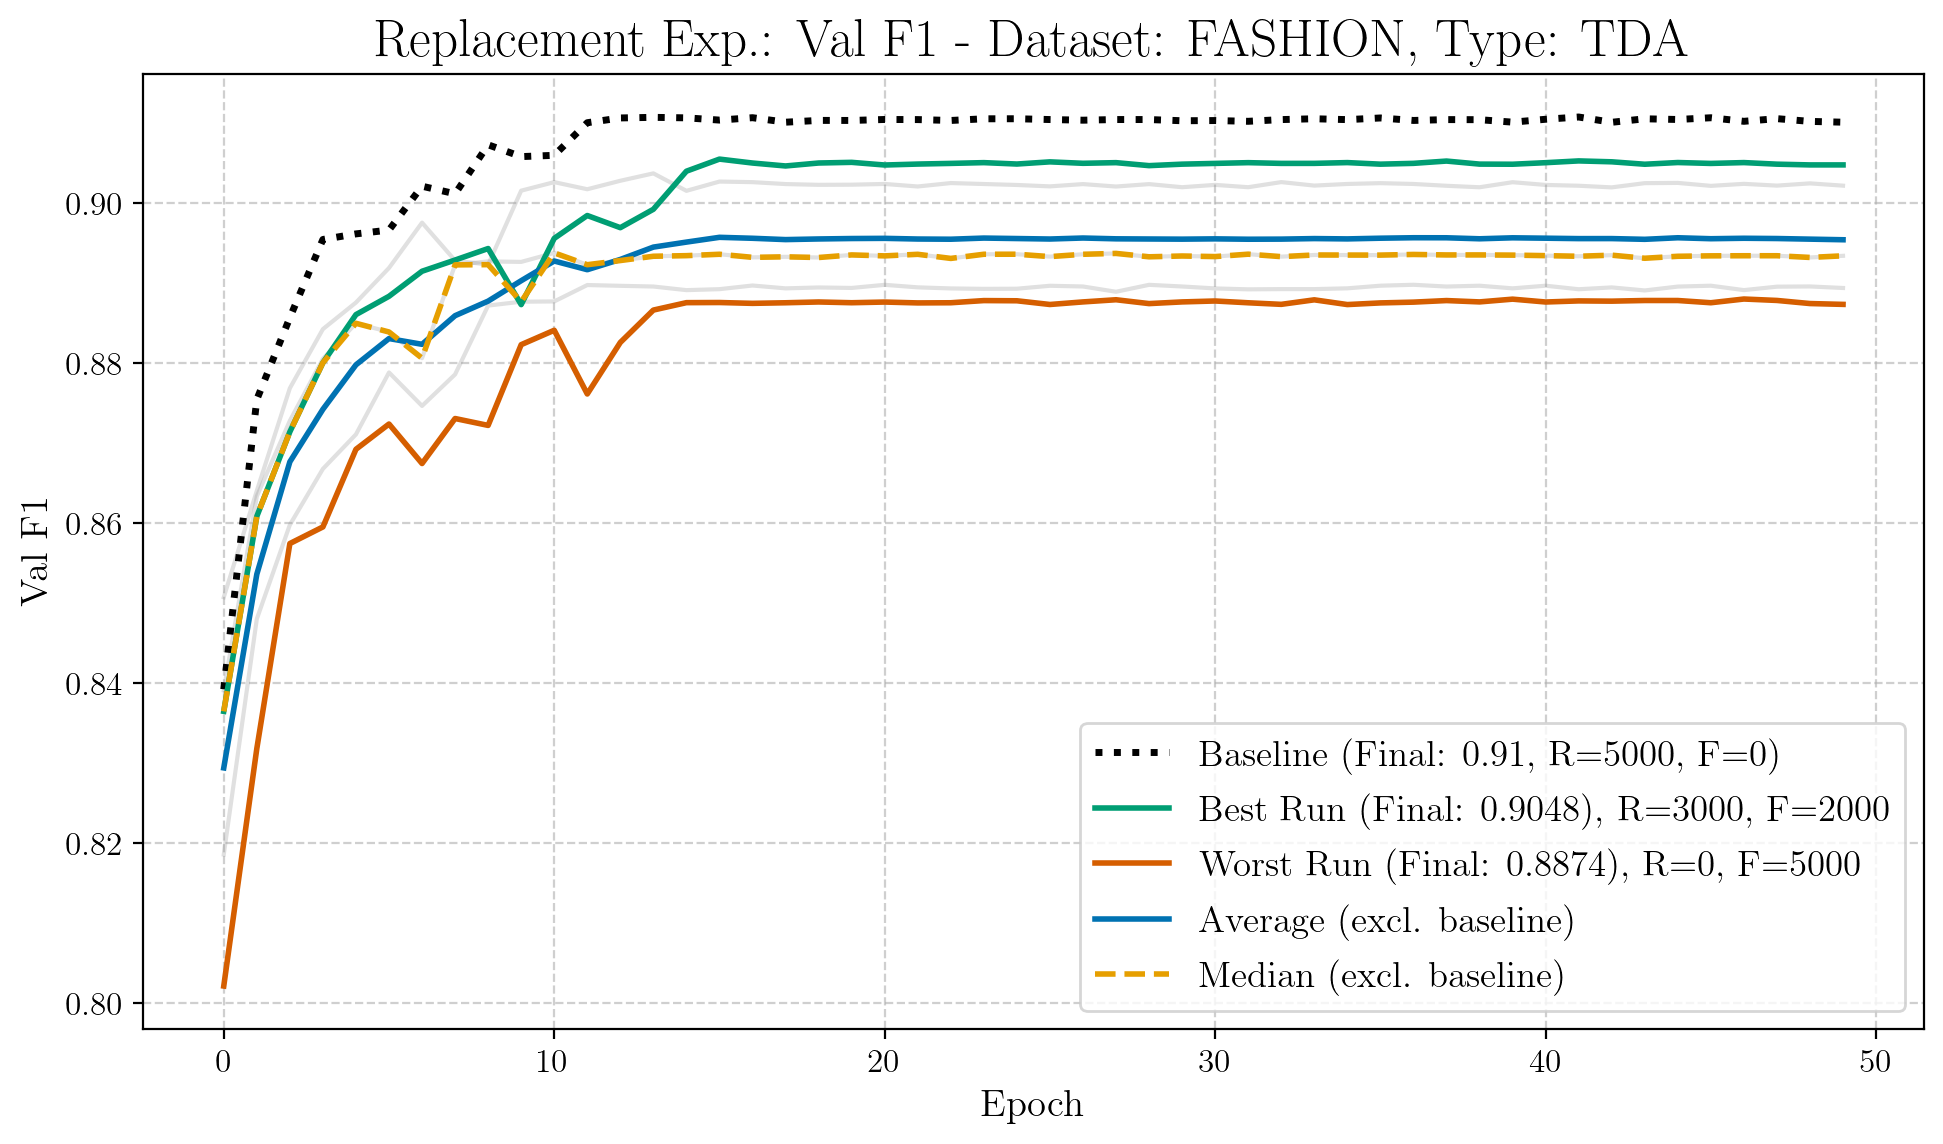 Replacement Exp.: Val F1 - Dataset: FASHION, Type: TDA
Val F1
0.90
0.88
0.86
0.84
0.82
0.80
Baseline (Final: 0.91, R=5000, F=0)
Best Run (Final: 0.9048), R=3000, F=2000
Worst Run (Final: 0.8874), R=0, F=5000
Average (excl. baseline)
Median (excl. baseline)
0 10 20 30 40 50
Epoch